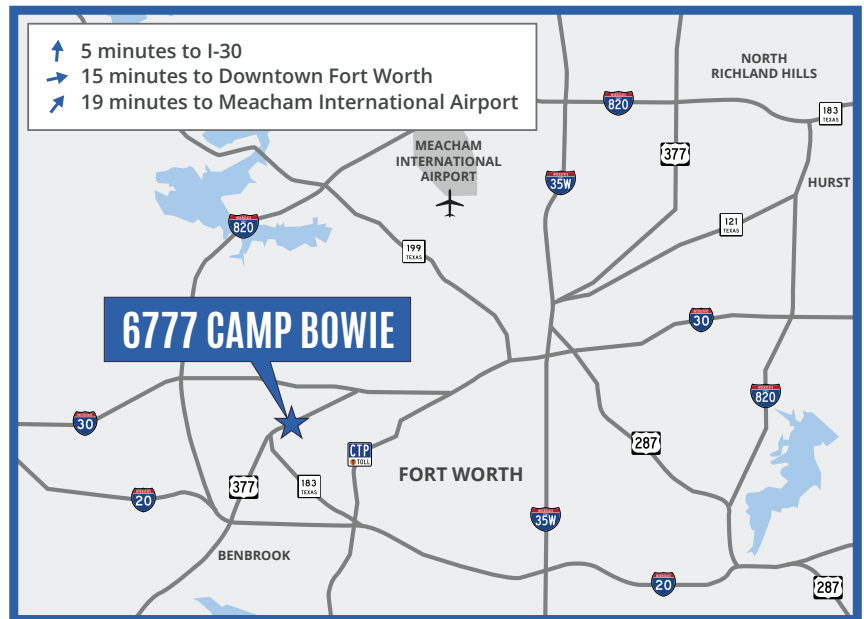 5 minutes to I-30
15 minutes to Downtown Fort Worth
19 minutes to Meacham International Airport
NORTH
RICHLAND HILLS
820
183
TEXAS
MEACHAM
INTERNATIONAL
AIRPORT
377
35W
HURST
820
199
TEXAS
121
TEXAS
6777 CAMP BOWIE
30
30
820
CTP
TOLL
287
FORT WORTH
377
183
TEXAS
20
35W
BENBROOK
20
287